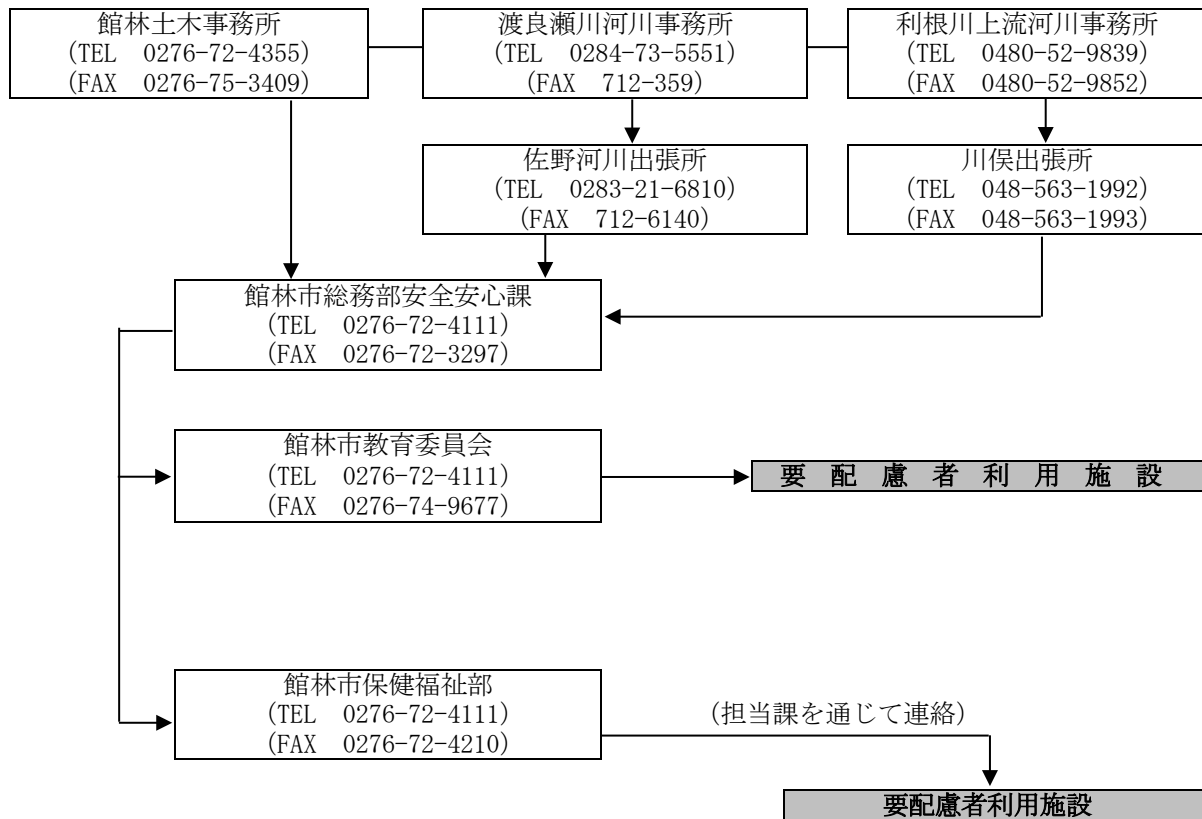 館林土木事務所
(TEL　0276-72-4355)
(FAX　0276-75-3409)
渡良瀬川河川事務所
(TEL　0284-73-5551)
(FAX　712-359)
利根川上流河川事務所
(TEL　0480-52-9839)
(FAX　0480-52-9852)
佐野河川出張所
(TEL　0283-21-6810)
(FAX　712-6140)
川俣出張所
(TEL　048-563-1992)
(FAX　048-563-1993)
館林市総務部安全安心課
(TEL　0276-72-4111)
(FAX　0276-72-3297)
館林市教育委員会
(TEL　0276-72-4111)
(FAX　0276-74-9677)
要　配　慮　者　利　用　施　設
館林市保健福祉部
(TEL　0276-72-4111)
(FAX　0276-72-4210)
(担当課を通じて連絡)
要配慮者利用施設